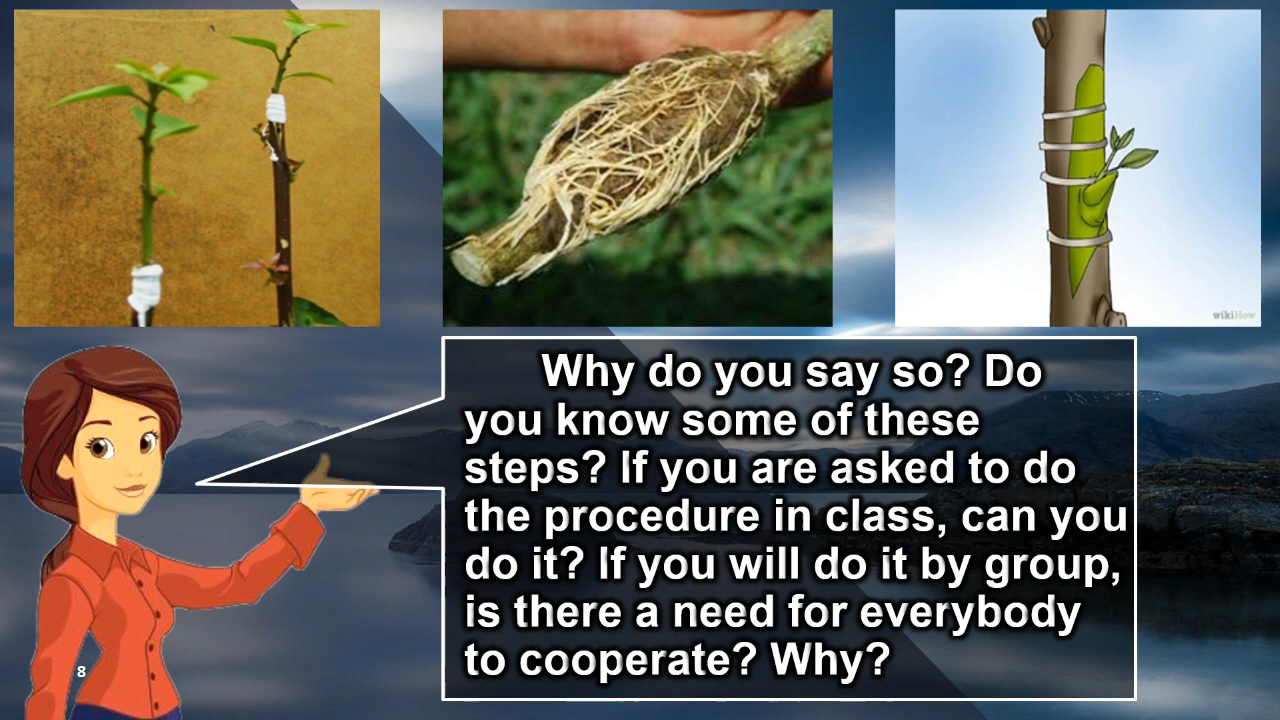 wikiHow
Why do you say so? Do
you know some of these
steps? If you are asked to do
the procedure in class, can you
do it? If you will do it by group,
is there a need for everybody
to cooperate? Why?
8